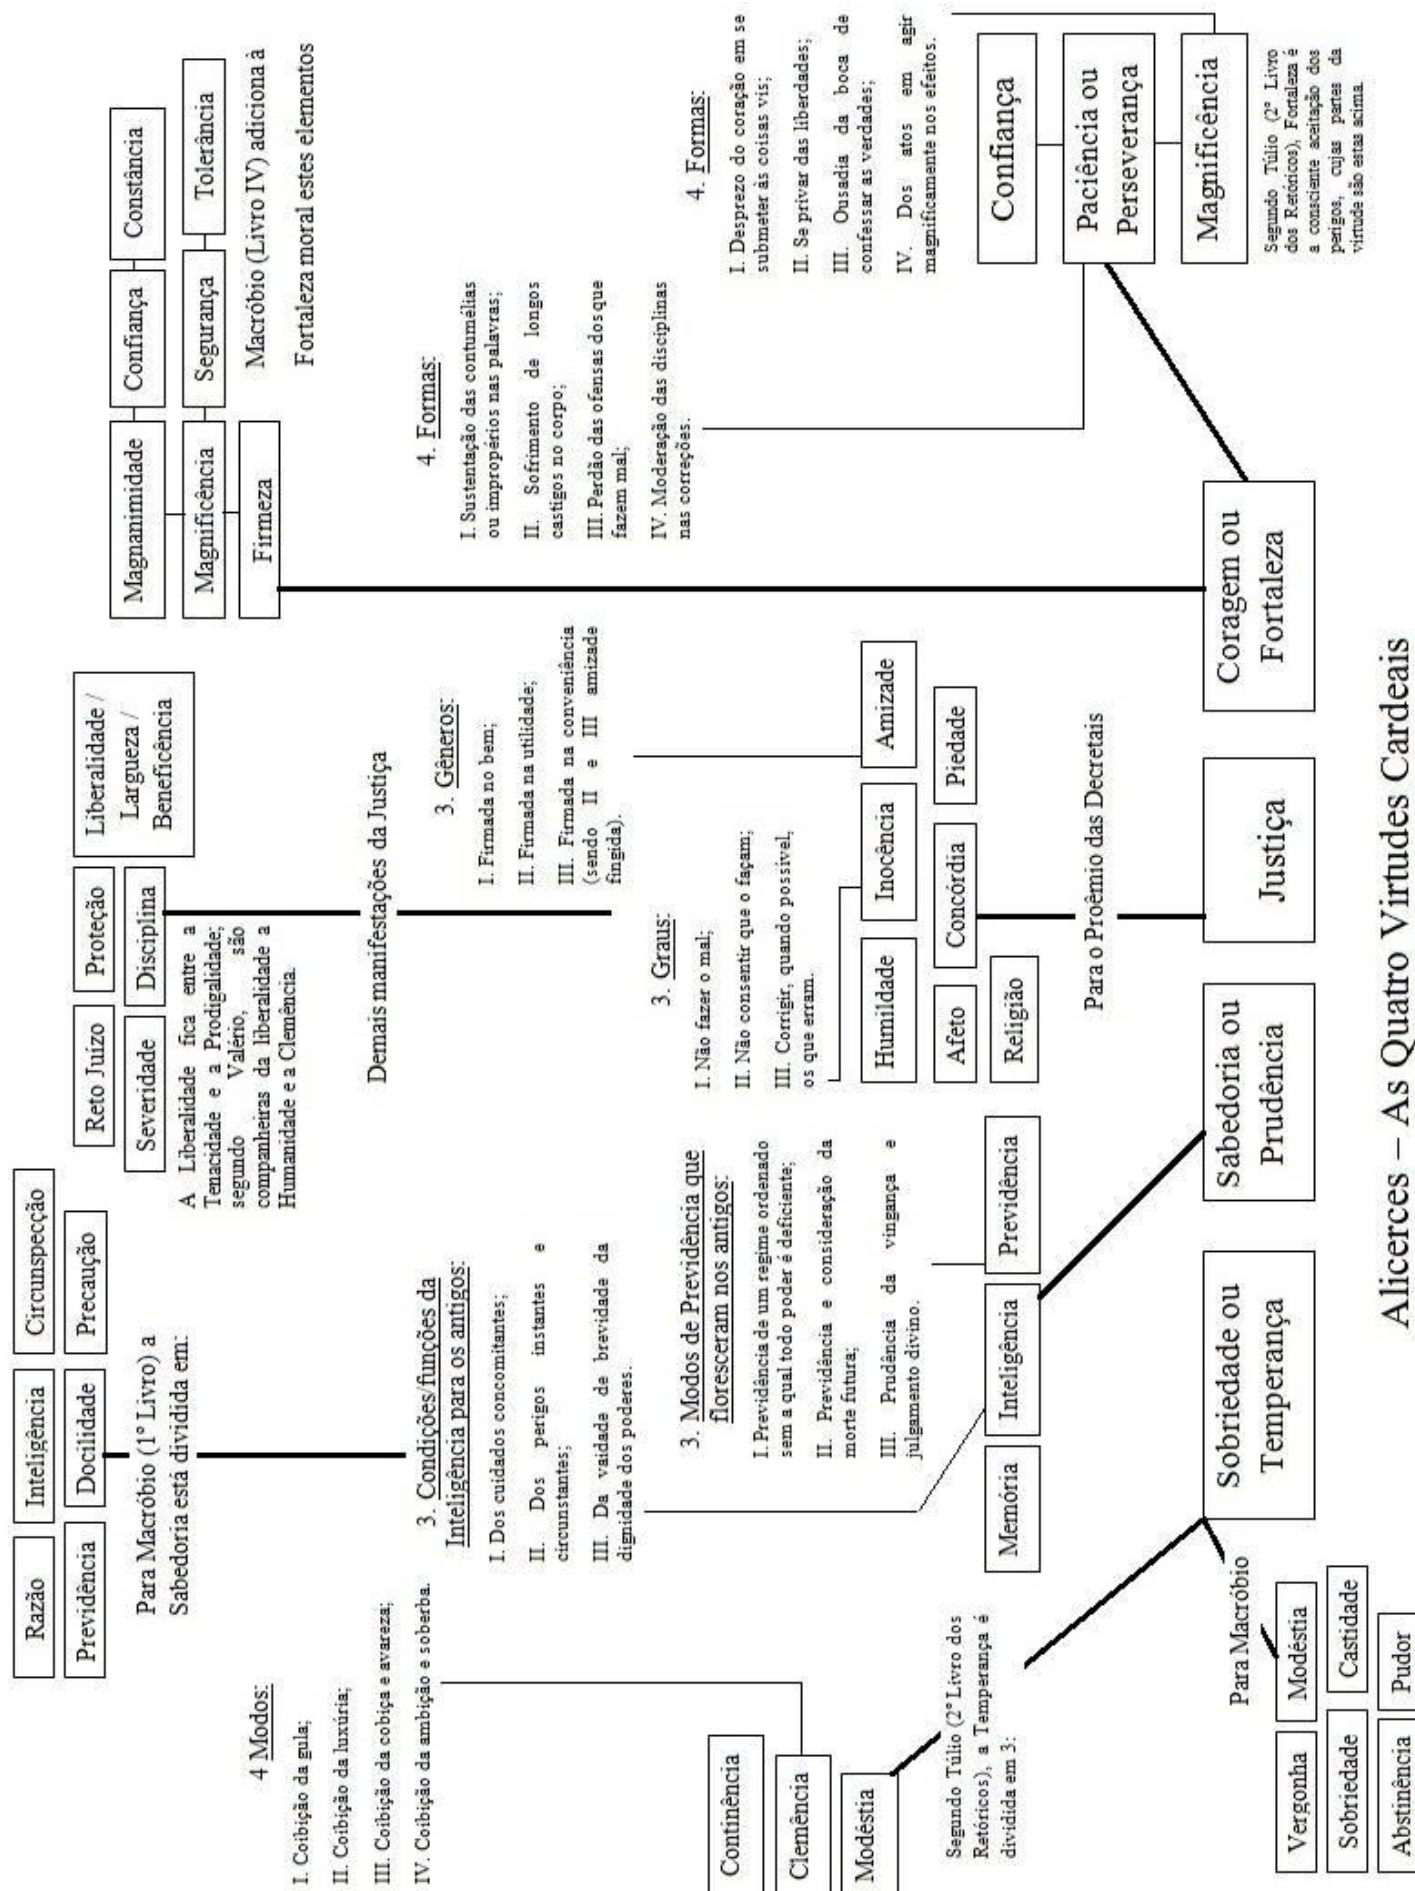 Razão
Inteligência
Circunspecção
Previdência
Docilidade
Precaução
Para Macróbio (1º Livro) a
Sabedoria está dividida em:
Reto Juízo
Proteção
Liberalidade /
Largueza /
Beneficência
Severidade
Disciplina
A Liberalidade fica entre a
Tenacidade e a Prodigalidade;
segundo Valério, são
companheiras da liberalidade a
Humanidade e a Clemência.
Demais manifestações da Justiça
Magnanimidade
Confiança
Constância
Magnificência
Segurança
Tolerância
Firmeza
Macróbio (Livro IV) adiciona à
Fortaleza moral estes elementos
4 Modos:
I. Coibição da gula;
II. Coibição da luxúria;
III. Coibição da cobiça e avareza;
IV. Coibição da ambição e soberba.
3. Condições/funções da
Inteligência para os antigos:
I. Dos cuidados concomitantes;
II. Dos perigos instantes e
circunstantes;
III. Da vaidade de brevidade da
dignidade dos poderes.
3. Gêneros:
I. Firmada no bem;
II. Firmada na utilidade;
III. Firmada na conveniência
(sendo II e III amizade
fingida).
4. Formas:
I. Sustentação das contumélias
ou impropérios nas palavras;
II. Sofrimento de longos
castigos no corpo;
III. Perdão das ofensas dos que
fazem mal;
IV. Moderação das disciplinas
nas correções.
3. Modos de Previdência que
floresceram nos antigos:
I. Previdência de um regime ordenado
sem a qual todo poder é deficiente;
II. Previdência e consideração da
morte futura;
III. Prudência da vingança e
julgamento divino.
3. Graus:
I. Não fazer o mal;
II. Não consentir que o façam;
III. Corrigir, quando possível,
os que erram.
4. Formas:
I. Desprezo do coração em se
submeter às coisas vis;
II. Se privar das liberdades;
III. Ousadia da boca de
confessar as verdades;
IV. Dos atos em agir
magnificamente nos efeitos.
Continência
Clemência
Modéstia
Segundo Túlio (2º Livro dos
Retóricos), a Temperança é
dividida em 3:
Memória
Inteligência
Previdência
Humildade
Inocência
Amizade
Afeto
Concórdia
Piedade
Religião
Para o Proêmio das Decretais
Confiança
Paciência ou
Perseverança
Magnificência
Segundo Túlio (2º Livro
dos Retóricos), Fortaleza é
a consciente aceitação dos
perigos, cujas partes da
virtude são estas acima.
Para Macróbio
Vergonha
Modéstia
Sobriedade
Castidade
Abstinência
Pudor
Sobriedade ou
Temperança
Sabedoria ou
Prudência
Justiça
Coragem ou
Fortaleza
Alicerces – As Quatro Virtudes Cardeais